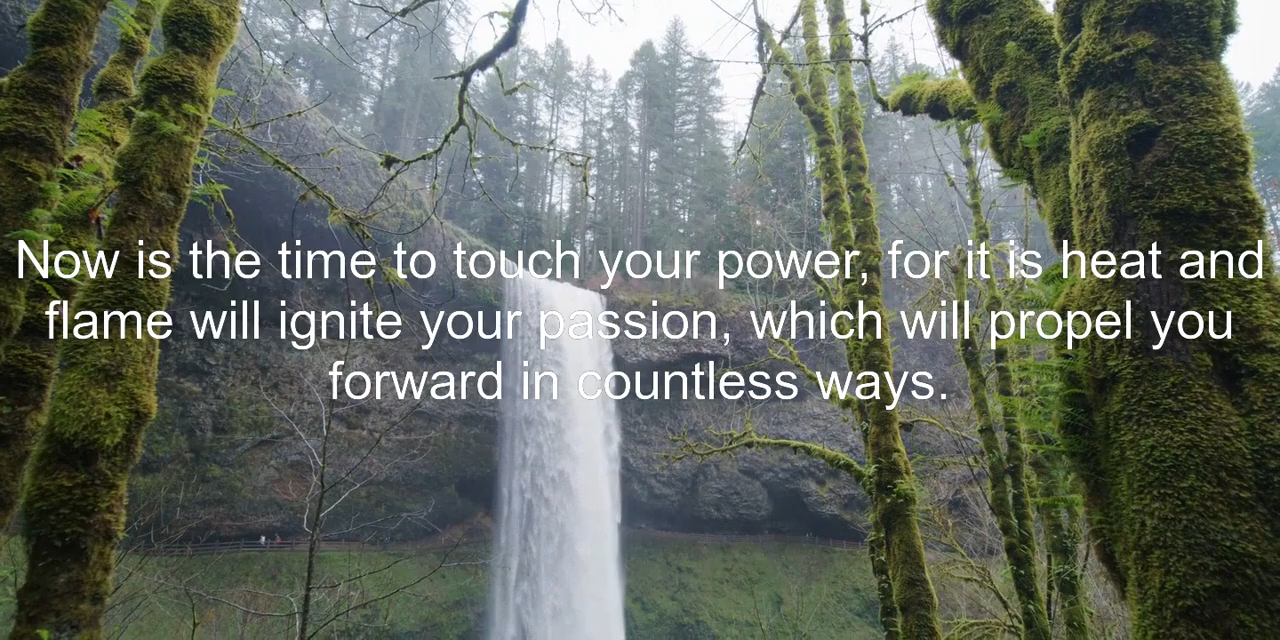 Now is the time to touch your power, for it is heat and
flame will ignite your passion, which will propel you
forward in countless ways.